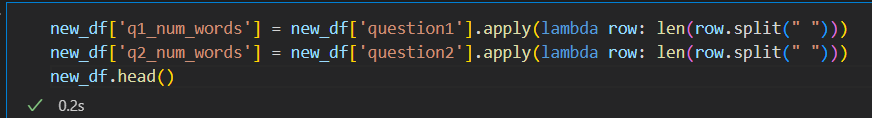 new_df['q1_num_words'] = new_df['question1'].apply(lambda row: len(row.split(" ")))
new_df['q2_num_words'] = new_df['question2'].apply(lambda row: len(row.split(" ")))
new_df.head()
0.2s